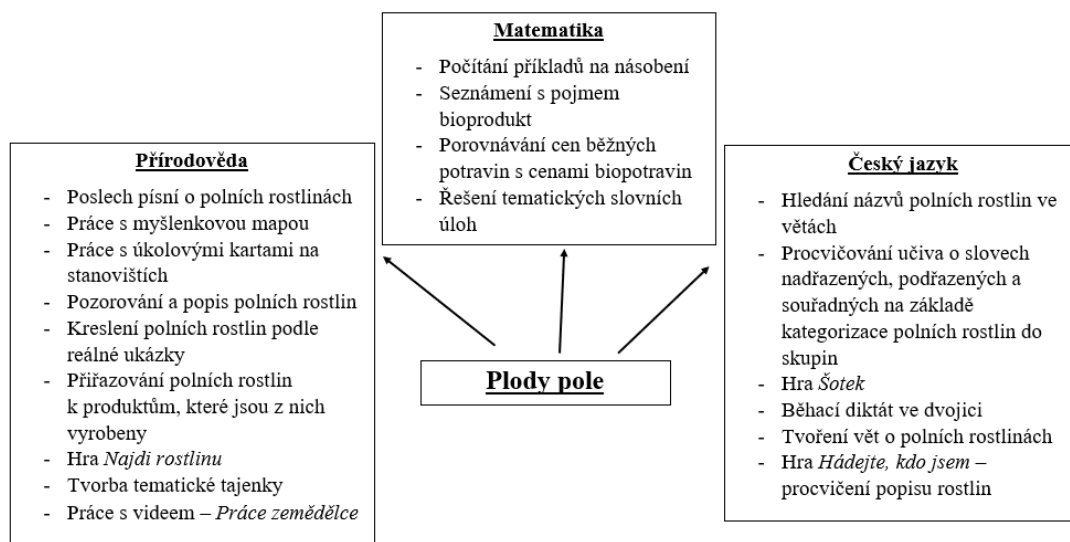 Matematika
- Počítání příkladů na násobení
- Seznámení s pojmem
bioprodukt
- Porovnávání cen běžných
potravin s cenami biopotravin
- Řešení tematických slovních
úloh
Přírodověda
- Poslech písní o polních rostlinách
- Práce s myšlenkovou mapou
- Práce s úkolovými kartami na
stanovištích
- Pozorování a popis polních rostlin
- Kreslení polních rostlin podle
reálné ukázky
- Přiřazování polních rostlin
k produktům, které jsou z nich
vyrobeny
- Hra Najdi rostlinu
- Tvorba tematické tajenky
- Práce s videem – Práce zemědělce
Český jazyk
- Hledání názvů polních rostlin ve
větách
- Procvičování učiva o slovech
nadřazených, podřazených a
souřadných na základě
kategorizace polních rostlin do
skupin
- Hra Šotek
- Běhací diktát ve dvojici
- Tvoření vět o polních rostlinách
- Hra Hádejte, kdo jsem –
procvičení popisu rostlin
Plody pole